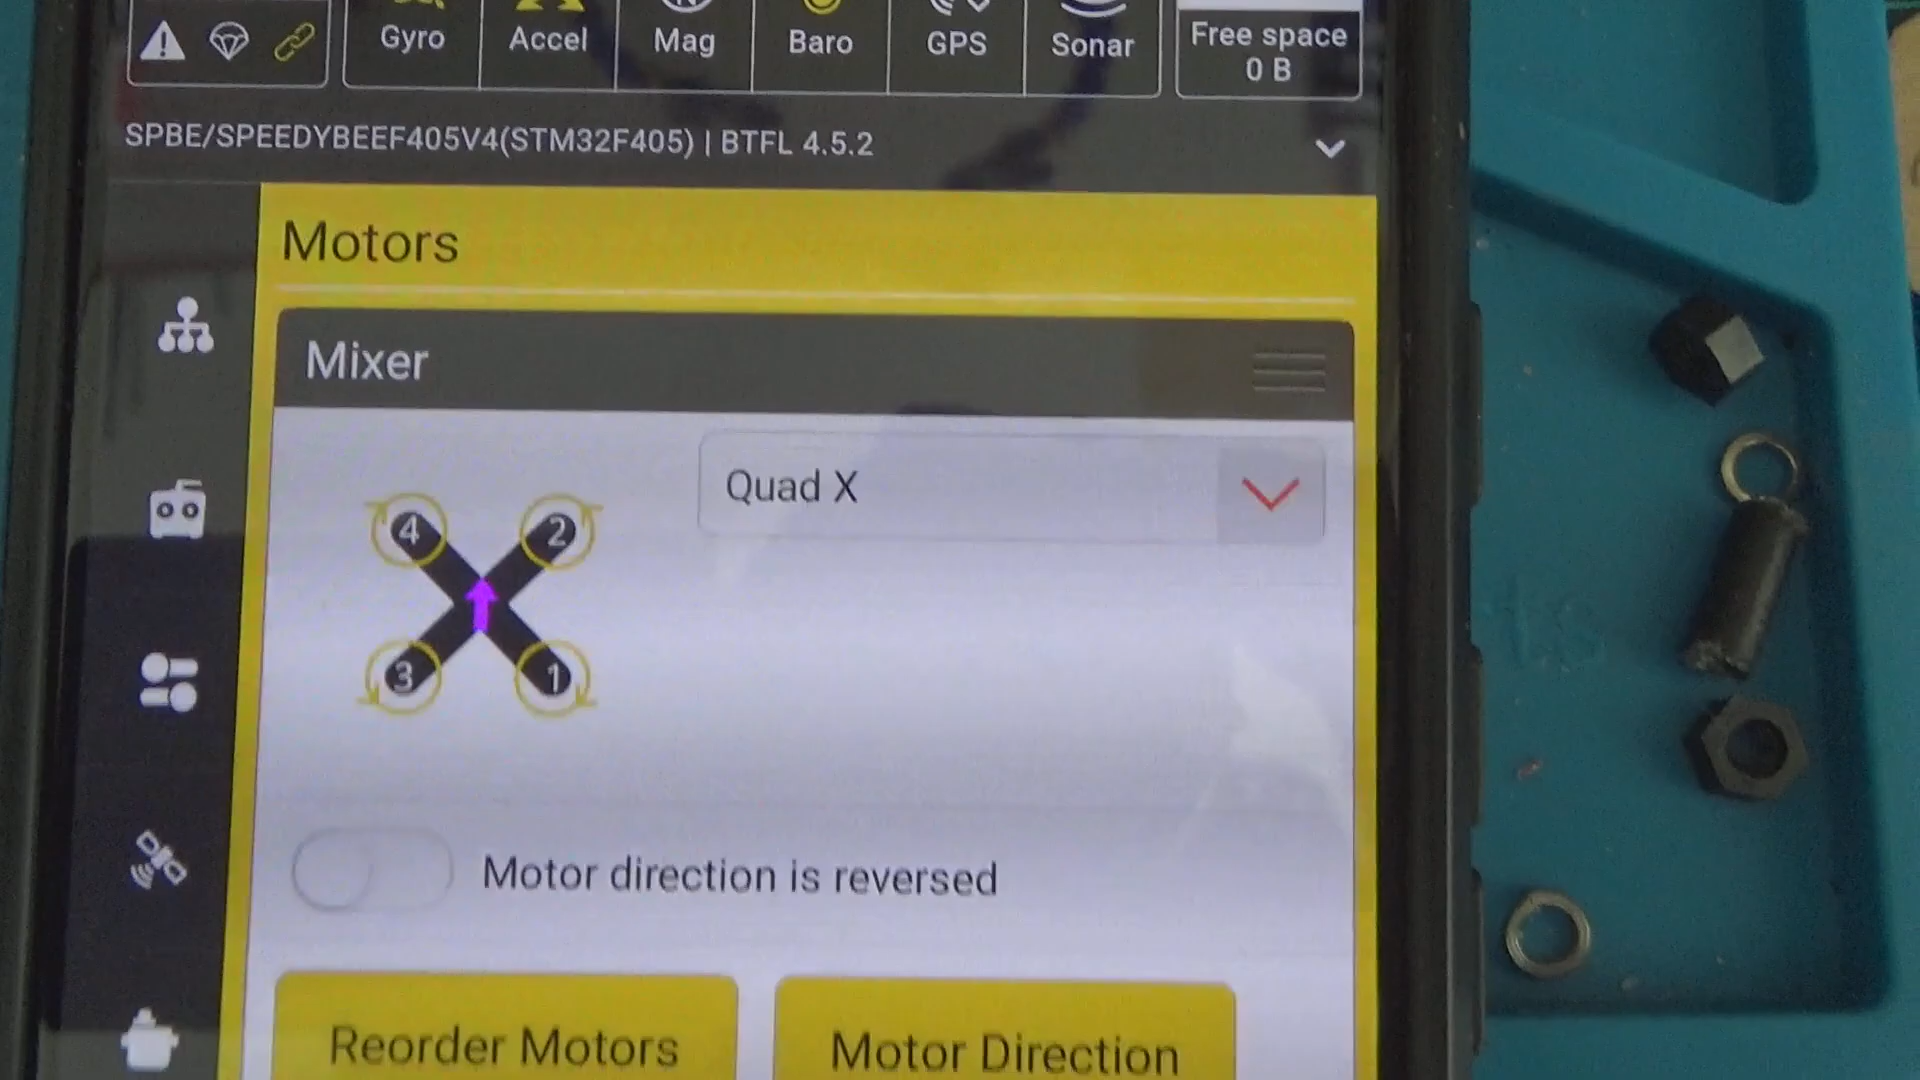 Gyro Accel Mag Baro GPS Sonar Free space
0 B
SPBE/SPEEDYBEEF405V4(STM32F405) | BTFL 4.5.2
Motors
Mixer
Quad X
4 2
3 1
Motor direction is reversed
Reorder Motors Motor Direction